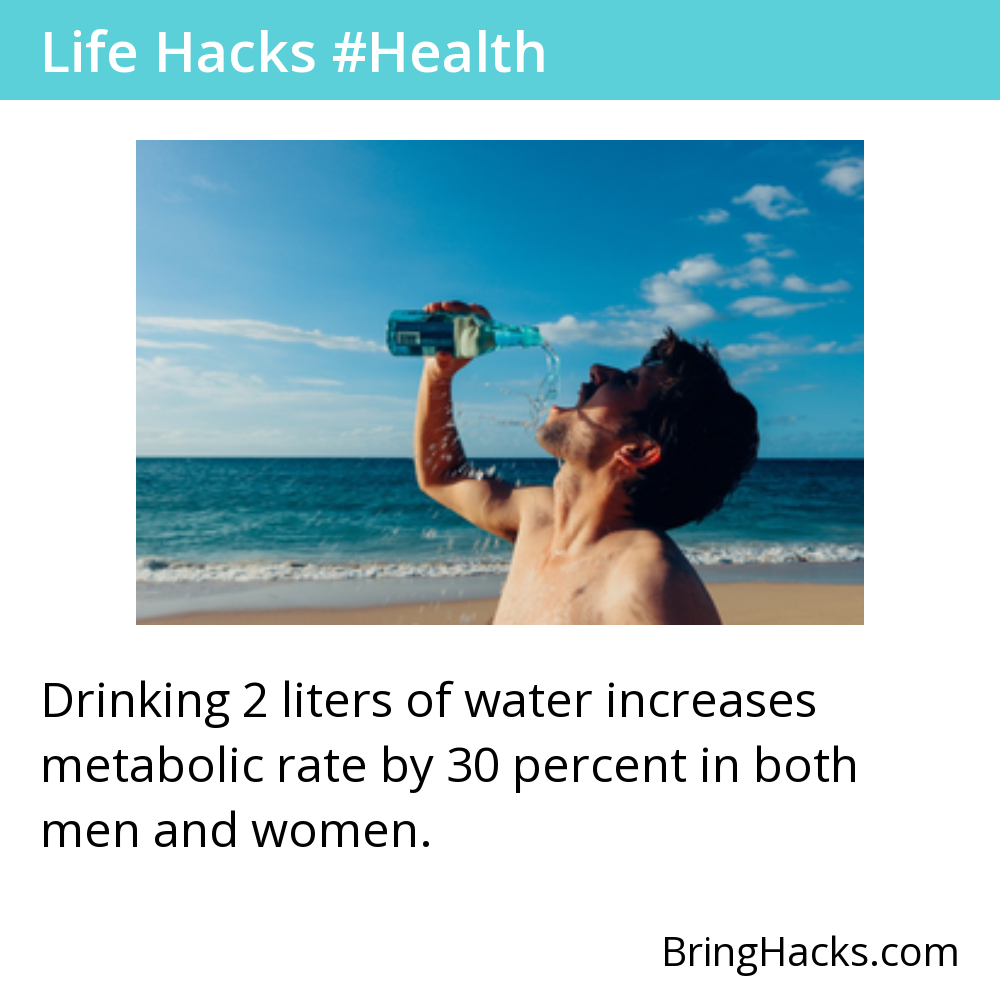 Life Hacks #Health
Drinking 2 liters of water increases
metabolic rate by 30 percent in both
men and women.
BringHacks.com